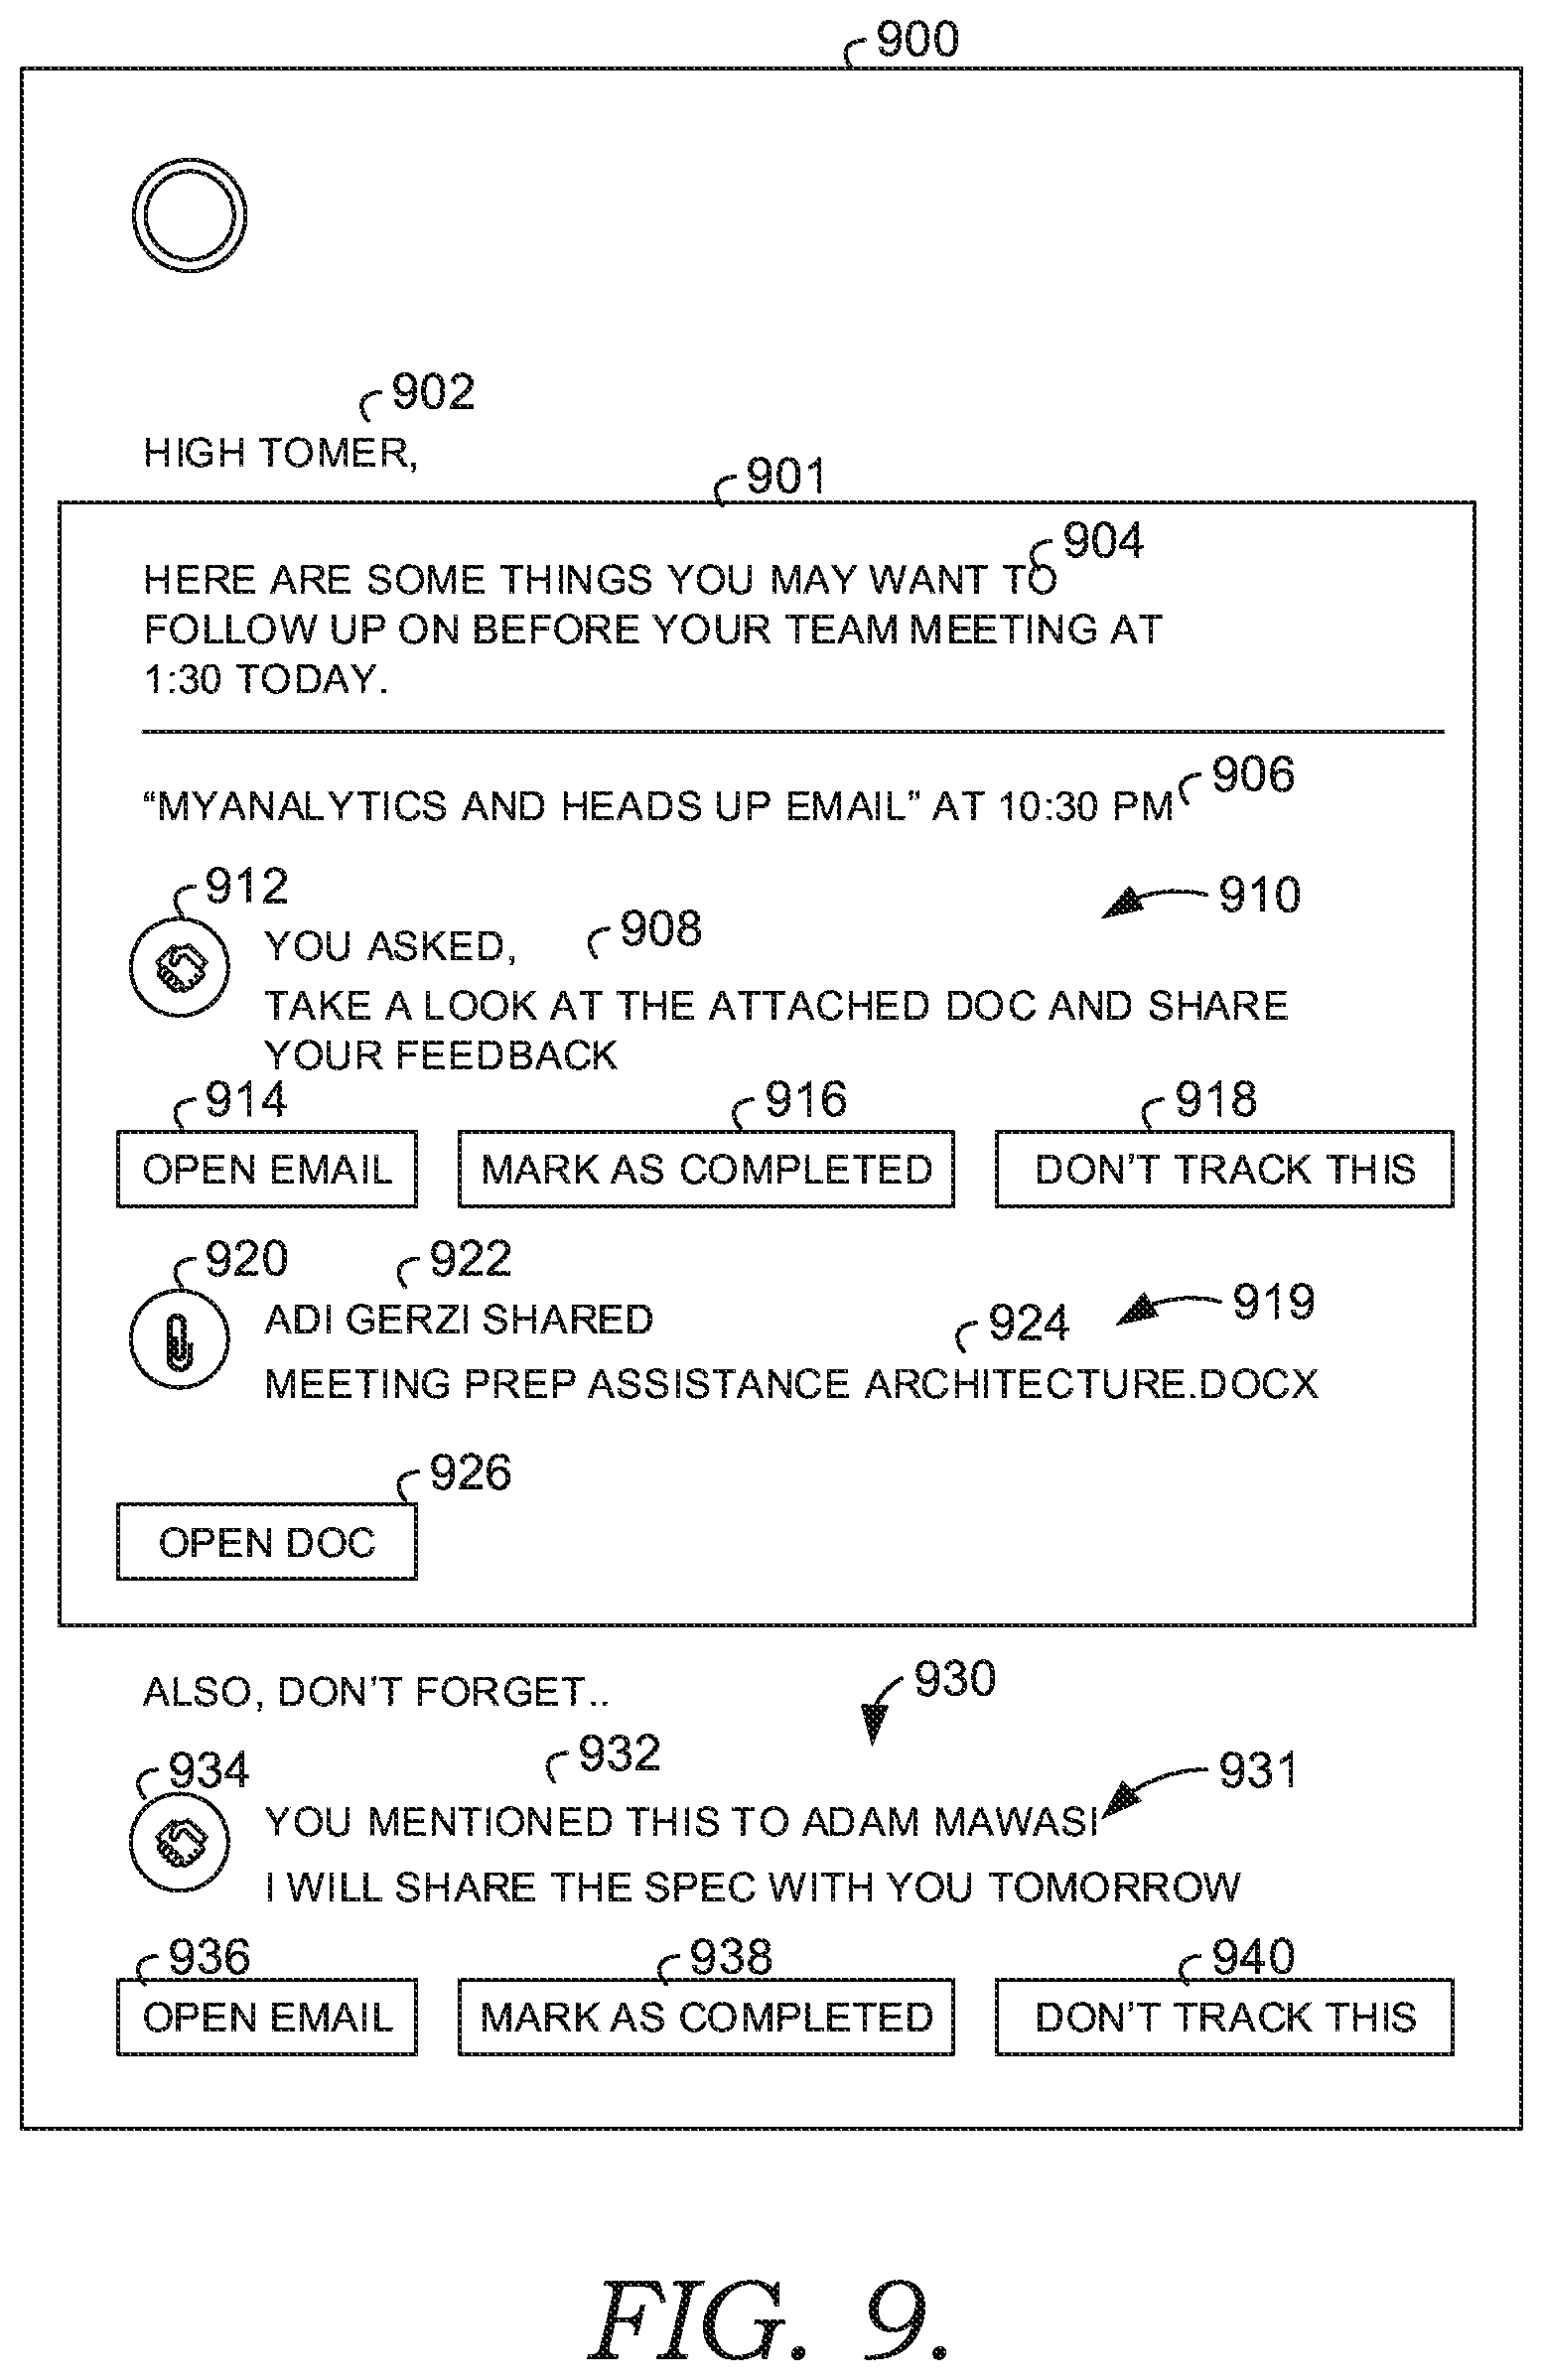 900
902
HIGH TOMER,
901
904
HERE ARE SOME THINGS YOU MAY WANT TO
FOLLOW UP ON BEFORE YOUR TEAM MEETING AT
1:30 TODAY.
906
“MYANALYTICS AND HEADS UP EMAIL” AT 10:30 PM
912
910
908
YOU ASKED,
TAKE A LOOK AT THE ATTACHED DOC AND SHARE
YOUR FEEDBACK
914 916 918
OPEN EMAIL MARK AS COMPLETED DON’T TRACK THIS
920 922
919
ADI GERZI SHARED
924
MEETING PREP ASSISTANCE ARCHITECTURE.DOCX
926
OPEN DOC
930
ALSO, DON’T FORGET..
932
934
931
YOU MENTIONED THIS TO ADAM MAWASI
I WILL SHARE THE SPEC WITH YOU TOMORROW
936 938 940
OPEN EMAIL MARK AS COMPLETED DON’T TRACK THIS
FIG. 9.